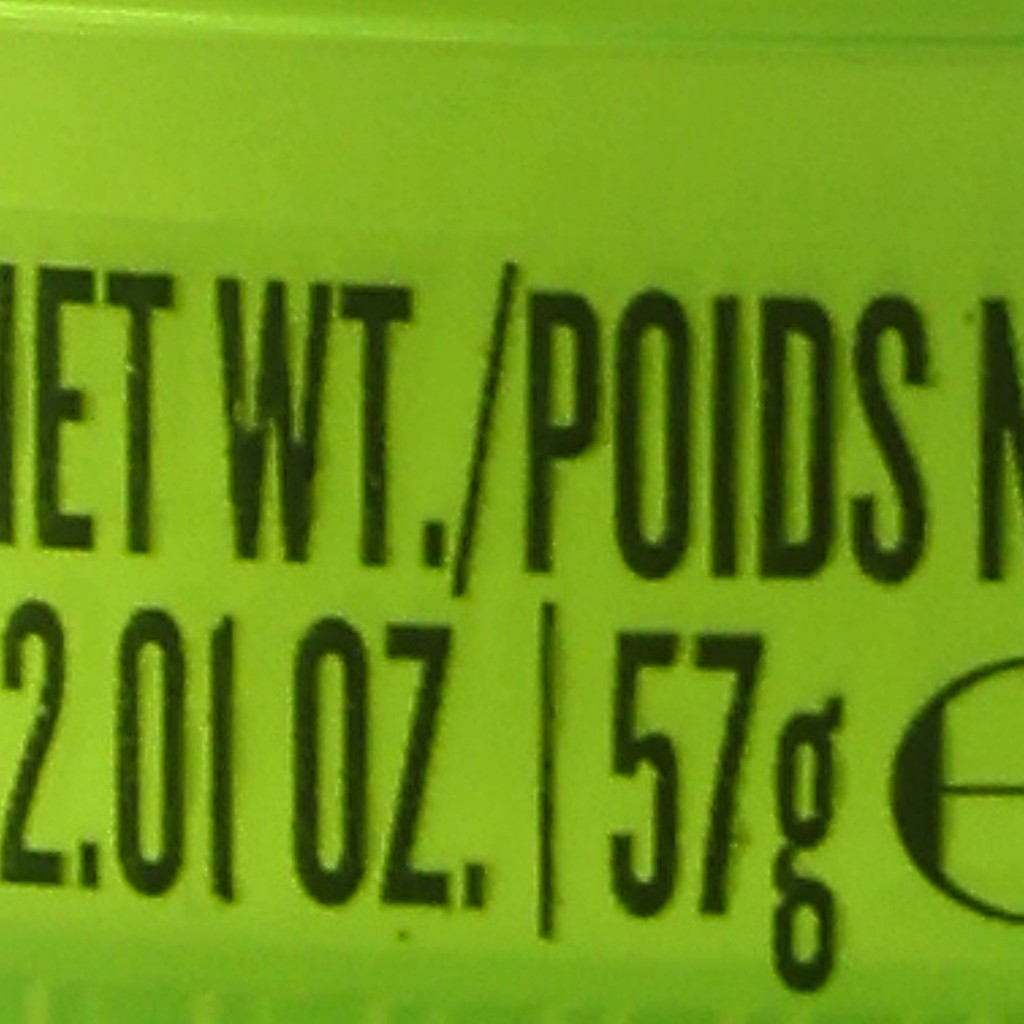 NET WT./POIDS N
2.01 OZ. | 57g ℮